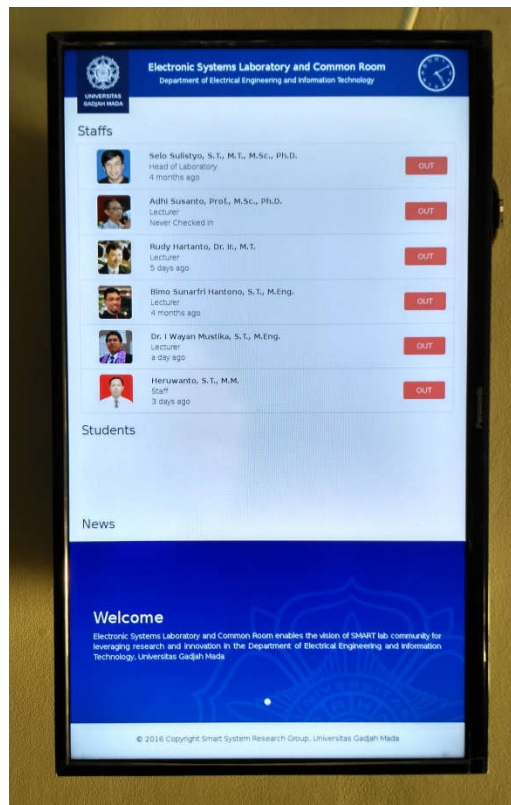 UNIVERSITAS
GADJAH MADA
Electronic Systems Laboratory and Common Room
Department of Electrical Engineering and Information Technology
Staffs
Selo Sulistyo, S.T., M.T., M.Sc., Ph.D.
Head of Laboratory
4 months ago
OUT
Adhi Susanto, Prof., M.Sc., Ph.D.
Lecturer
Never Checked In
OUT
Rudy Hartanto, Dr. Ir., M.T.
Lecturer
5 days ago
OUT
Bimo Sunarfri Hantono, S.T., M.Eng.
Lecturer
4 months ago
OUT
Dr. I Wayan Mustika, S.T., M.Eng.
Lecturer
a day ago
OUT
Heruwanto, S.T., M.M.
Staff
3 days ago
OUT
Students
News
Welcome
Electronic Systems Laboratory and Common Room enables the vision of SMART lab community for
leveraging research and innovation in the Department of Electrical Engineering and Information
Technology, Universitas Gadjah Mada
© 2016 Copyright Smart System Research Group, Universitas Gadjah Mada
Panasonic